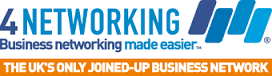 4NETWORKING
Business networking made easier™
®
THE UK'S ONLY JOINED-UP BUSINESS NETWORK